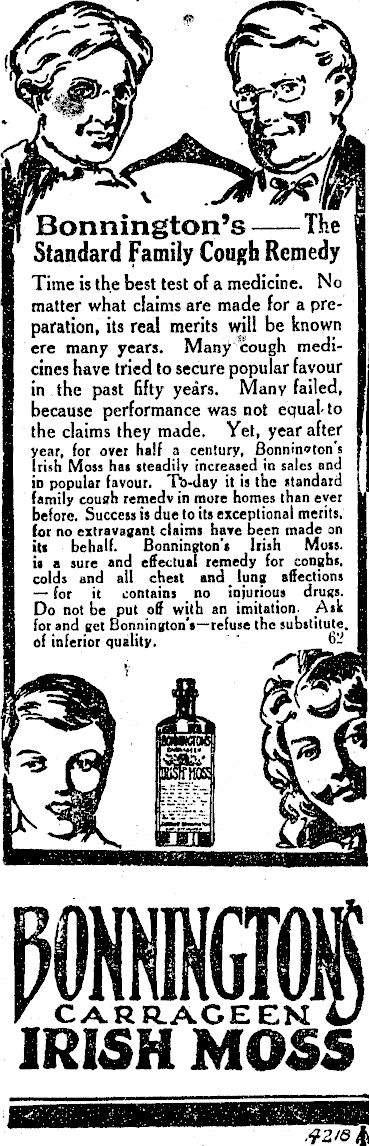 Bonnington's — The
Standard Family Cough Remedy
Time is the best test of a medicine. No
matter what claims are made for a pre-
paration, its real merits will be known
ere many years. Many cough medi-
cines have tried to secure popular favour
in the past fifty years. Many failed,
because performance was not equal to
the claims they made. Yet, year after
year, for over half a century, Bonnington's
Irish Moss has steadily increased in sales and
in popular favour. To-day it is the standard
family cough remedy in more homes than ever
before. Success is due to its exceptional merits,
for no extravagant claims have been made on
its behalf. Bonnington's Irish Moss.
is a sure and effectual remedy for conghs,
colds and all chest and lung affections
— for it contains no injurious drugs.
Do not be put off with an imitation. Ask
for and get Bonnington's—refuse the substitute,
of inferior quality. 62
BONNINGTON'S
CARRAGEEN
IRISH MOSS
BONNINGTON'S
CARRAGEEN
IRISH MOSS
4218